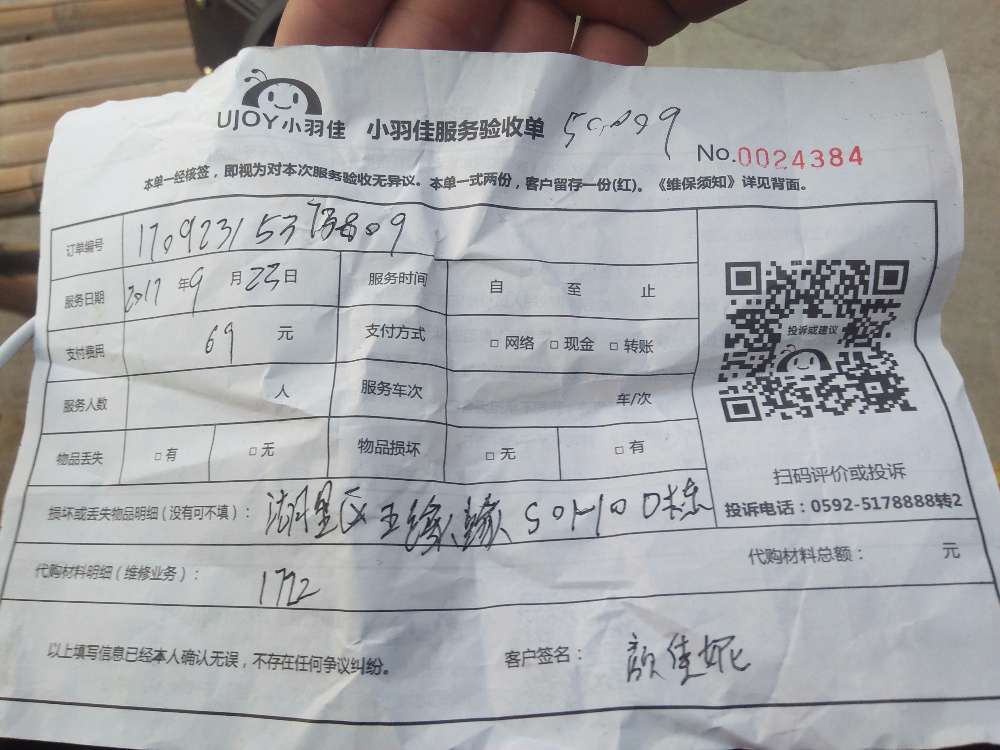 UJOY小羽佳 小羽佳服务验收单
No.0024384
本单一经核签，即视为对本次服务验收无异议。本单一式两份，客户留存一份(红)。《维保须知》详见背面。
订单编号
服务日期 2017 年 9 月 23 日 服务时间 自 至 止
支付费用 69 元 支付方式 □ 网络 □ 现金 □ 转账
服务人数 人 服务车次 车/次
物品丢失 □ 有 □ 无 物品损坏 □ 无 □ 有
投诉或建议
扫码评价或投诉
投诉电话：0592-5178888转2
损坏或丢失物品明细（没有可不填）： SOHO D栋
代购材料明细（维修业务）： 1722 代购材料总额： 元
以上填写信息已经本人确认无误，不存在任何争议纠纷。 客户签名： 颜佳妮